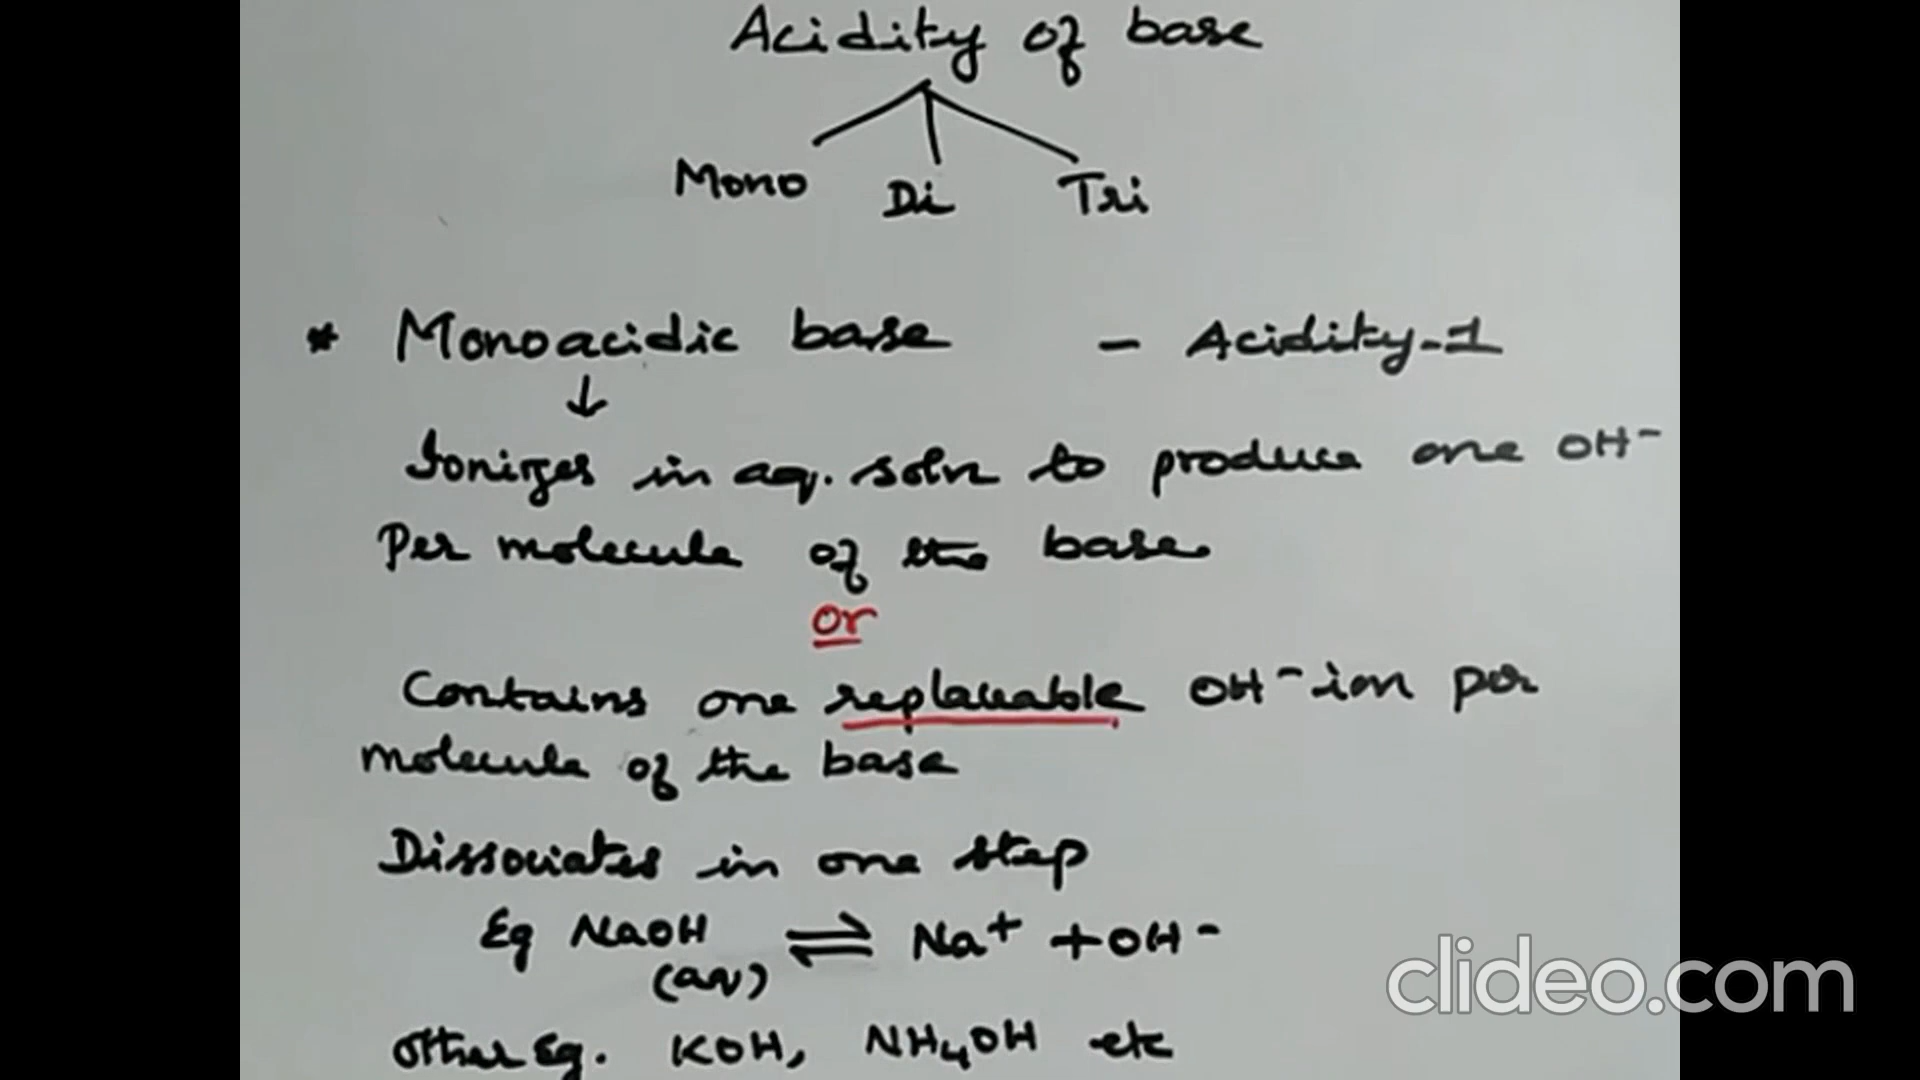 Acidity of base
Mono Di Tri
* Monoacidic base - Acidity-1
↓
Ionizes in aq. soln to produce one OH⁻
Per molecule of the base.
or
Contains one replaceable OH⁻ ion per
molecule of the base
Dissociates in one step
Eg NaOH ⇌ Na⁺ + OH⁻
(aq)
Other Eg. KOH, NH₄OH etc
clideo.com